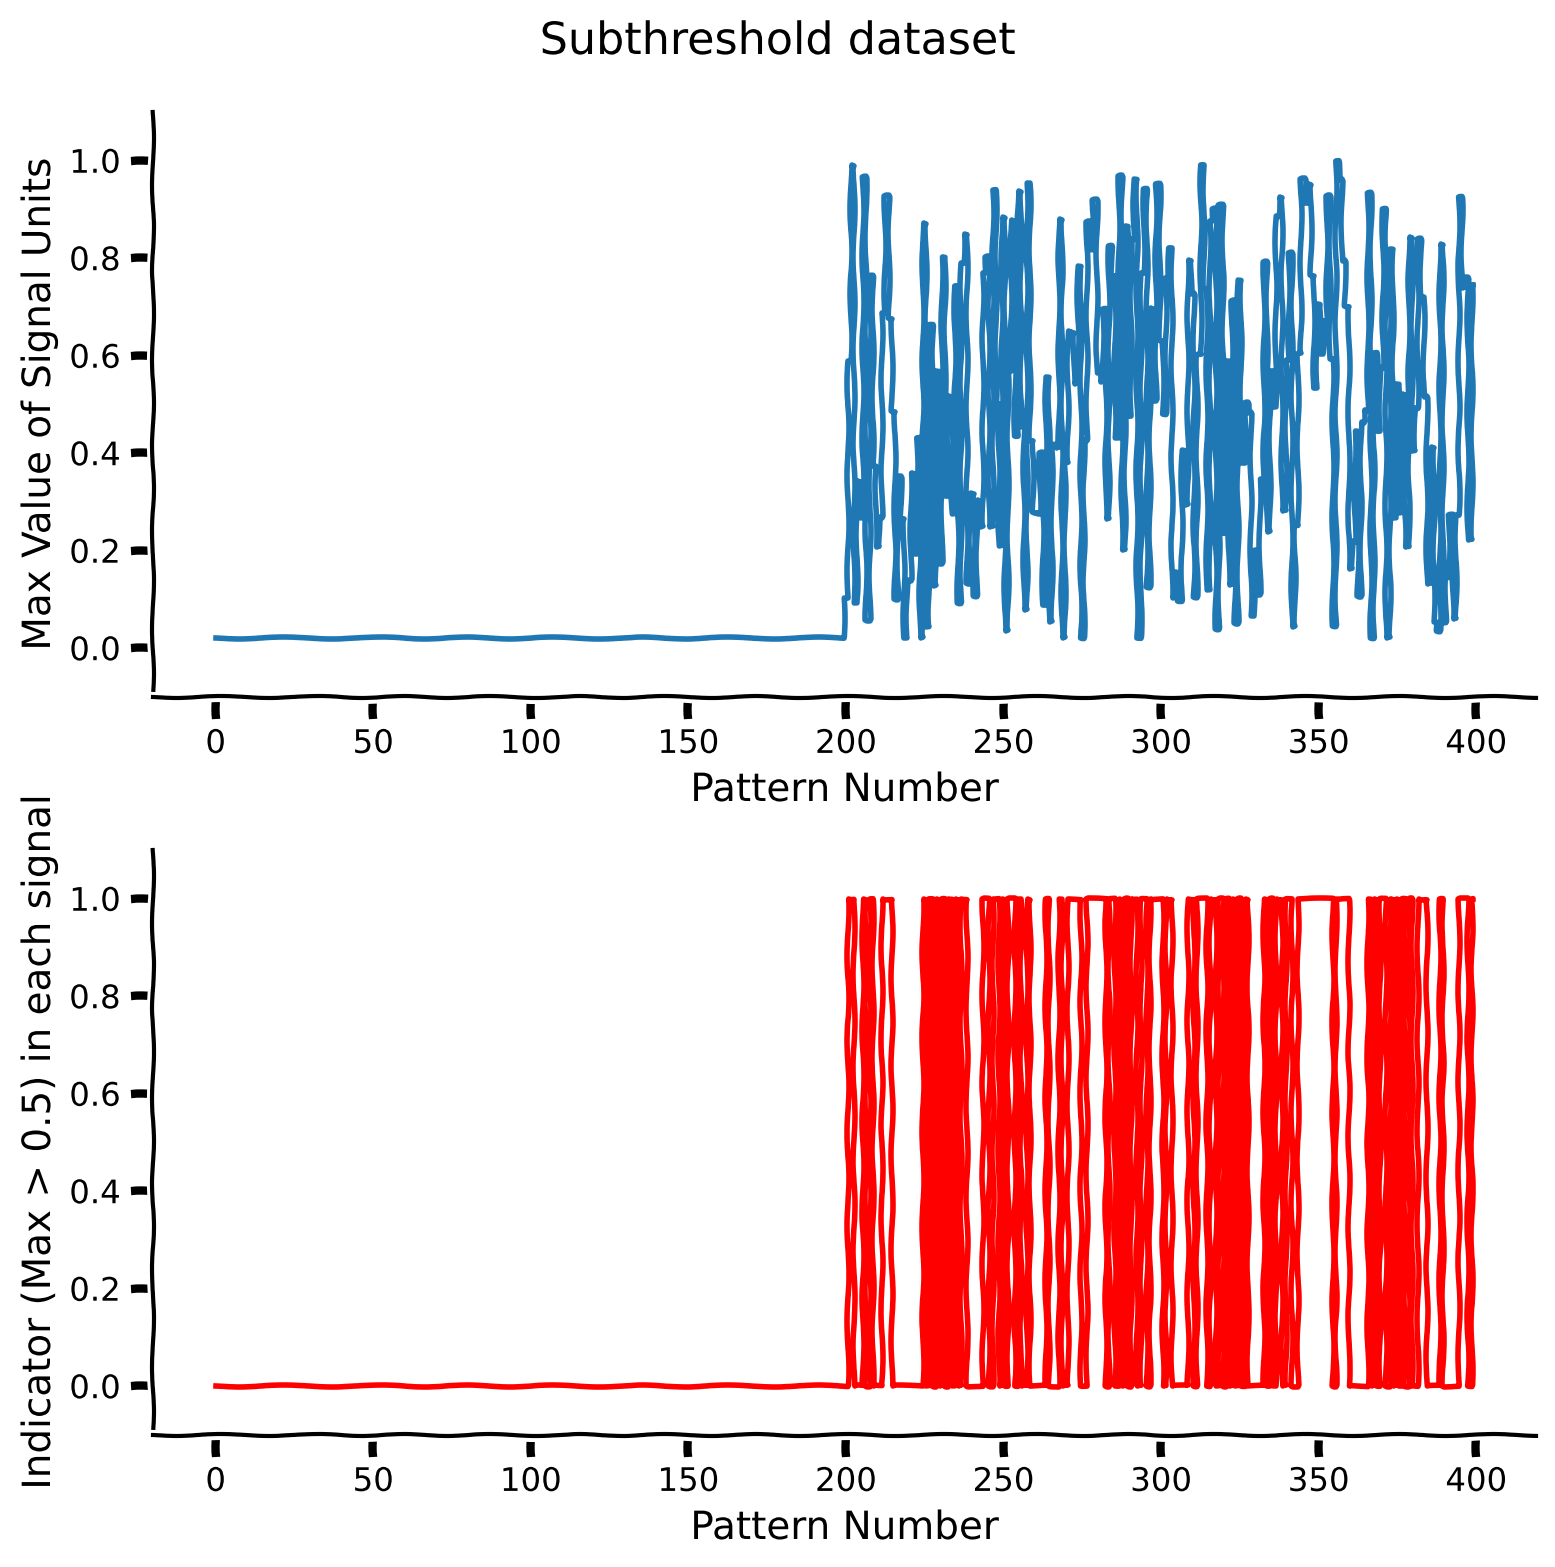 Subthreshold dataset
Max Value of Signal Units
1.0
0.8
0.6
0.4
0.2
0.0
0 50 100 150 200 250 300 350 400
Pattern Number
Indicator (Max > 0.5) in each signal
1.0
0.8
0.6
0.4
0.2
0.0
0 50 100 150 200 250 300 350 400
Pattern Number